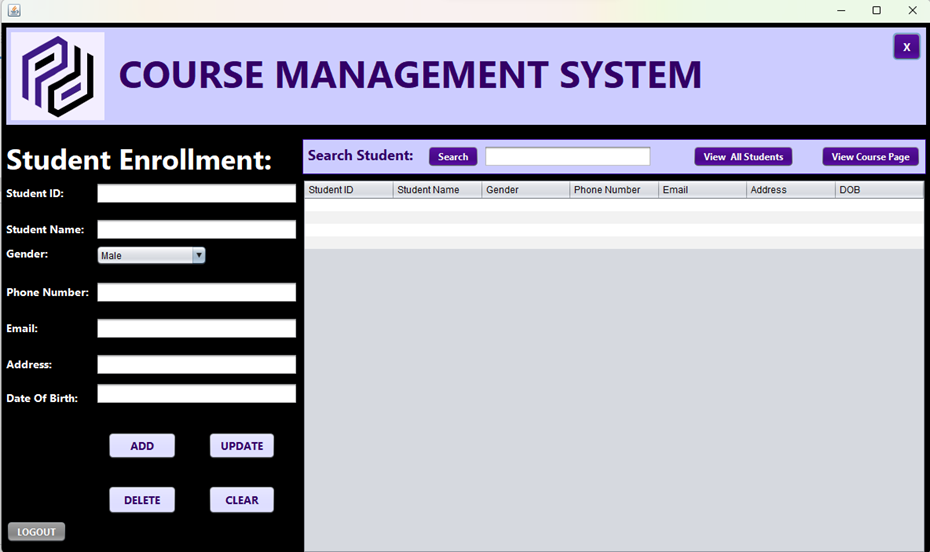 X
COURSE MANAGEMENT SYSTEM
Student Enrollment:
Search Student: Search View All Students View Course Page
Student ID Student Name Gender Phone Number Email Address DOB
Student ID:
Student Name:
Gender: Male
Phone Number:
Email:
Address:
Date Of Birth:
ADD UPDATE
DELETE CLEAR
LOGOUT